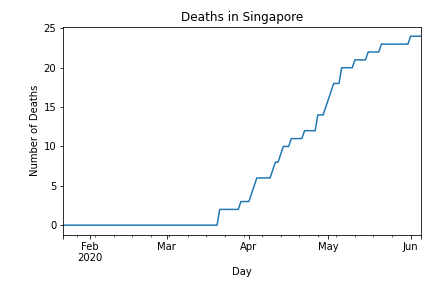 Deaths in Singapore
25
20
15
10
5
0
Number of Deaths
Feb
2020
Mar
Apr
May
Jun
Day